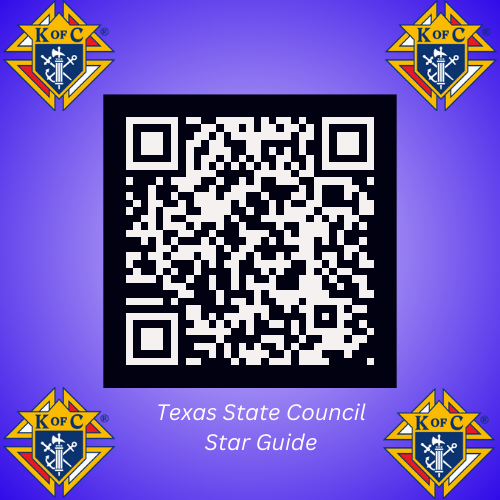 K OF C ®
K OF C ®
Texas State Council
Star Guide
K OF C ®
K OF C ®